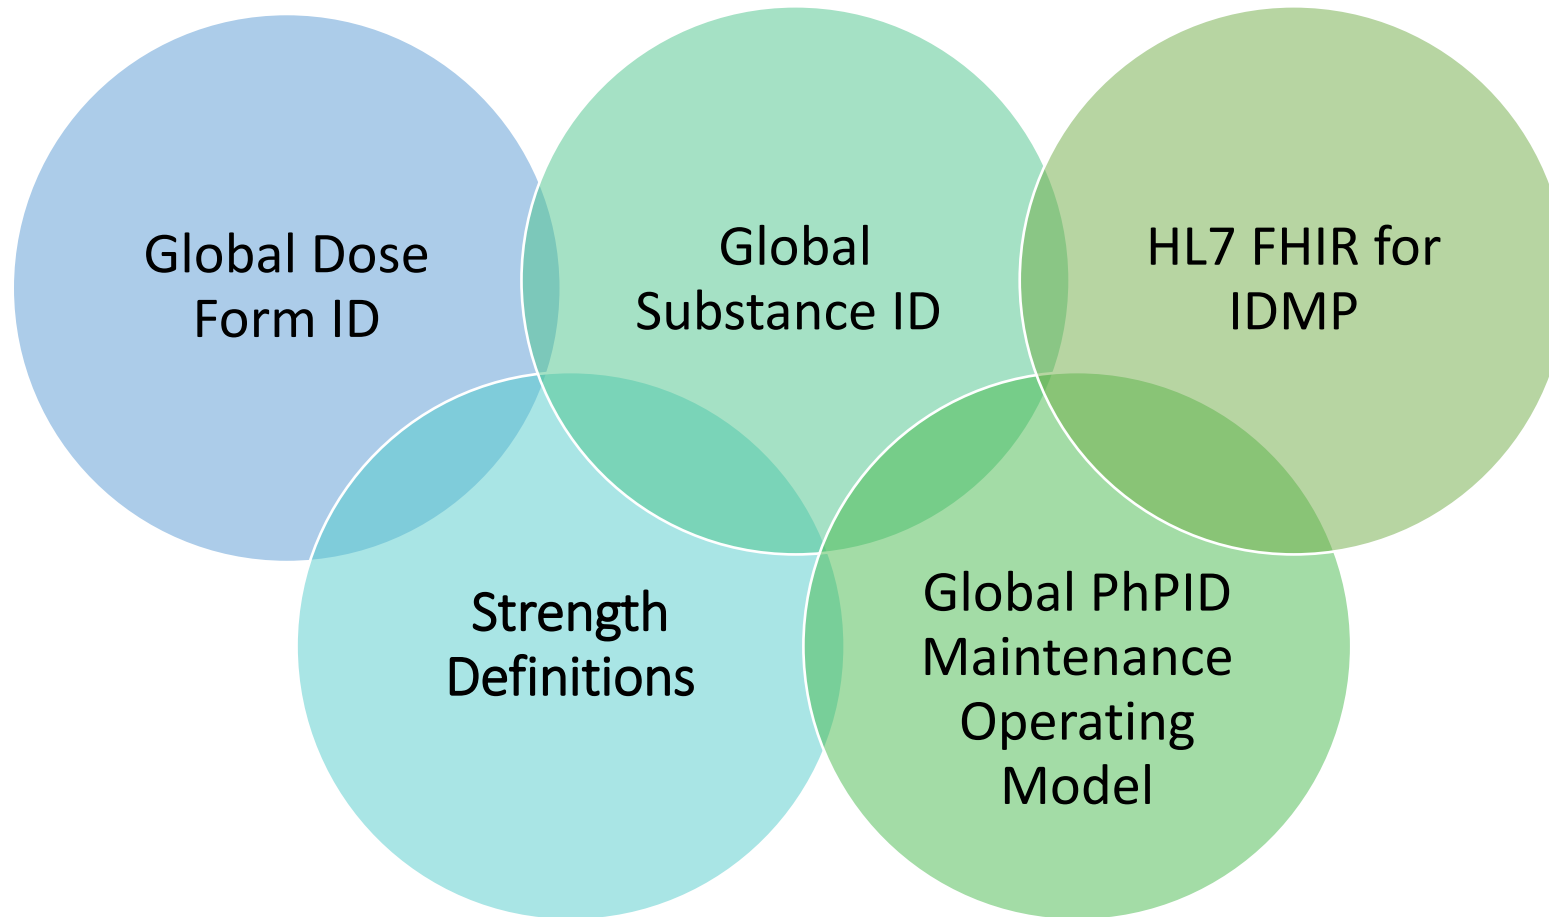 Global Dose
Form ID
Global
Substance ID
HL7 FHIR for
IDMP
Strength
Definitions
Global PhPID
Maintenance
Operating
Model